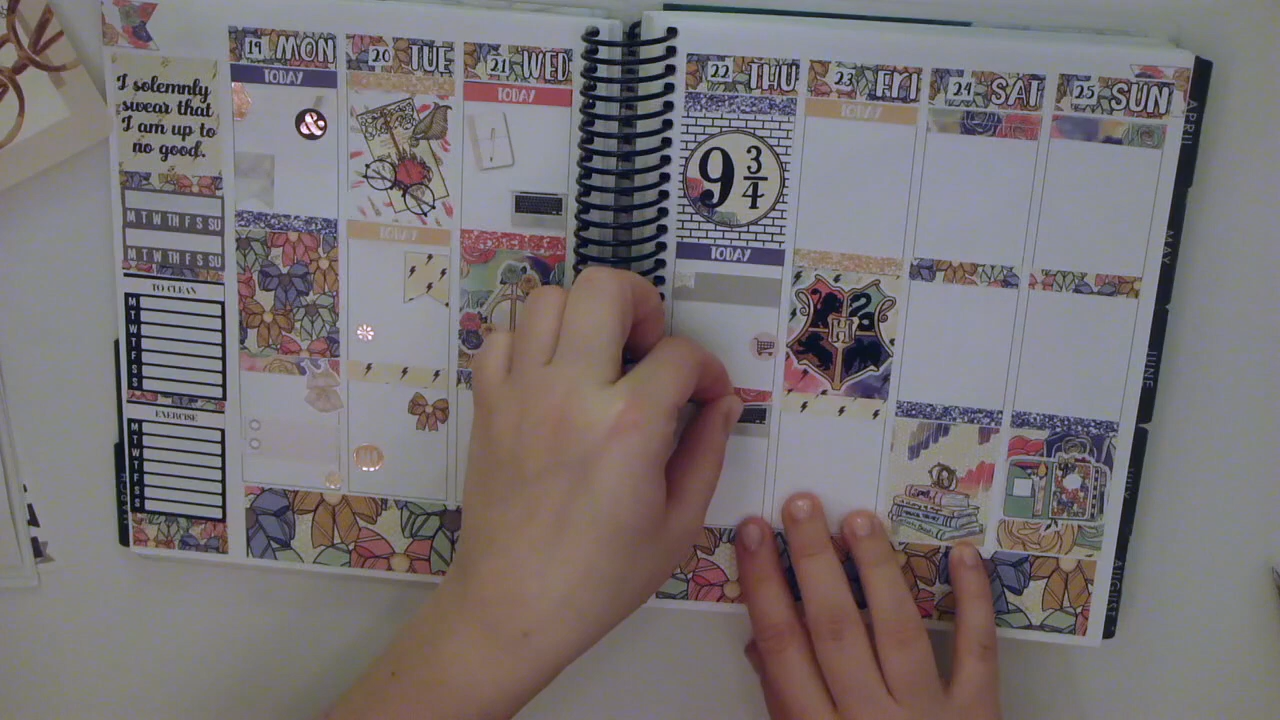 I solemnly
swear that
I am up to
no good.
M T W TH F S SU
M T W TH F S SU
TO CLEAN
M
T
W
T
F
S
S
EXERCISE
M
T
W
T
F
S
S
19 MON
TODAY
&
20 TUE
TODAY
21 WED
TODAY
22 THU
9 3/4
TODAY
23 FRI
TODAY
H
24 SAT
25 SUN
MARCH
APRIL
MAY
JUNE
JULY
AUGUST